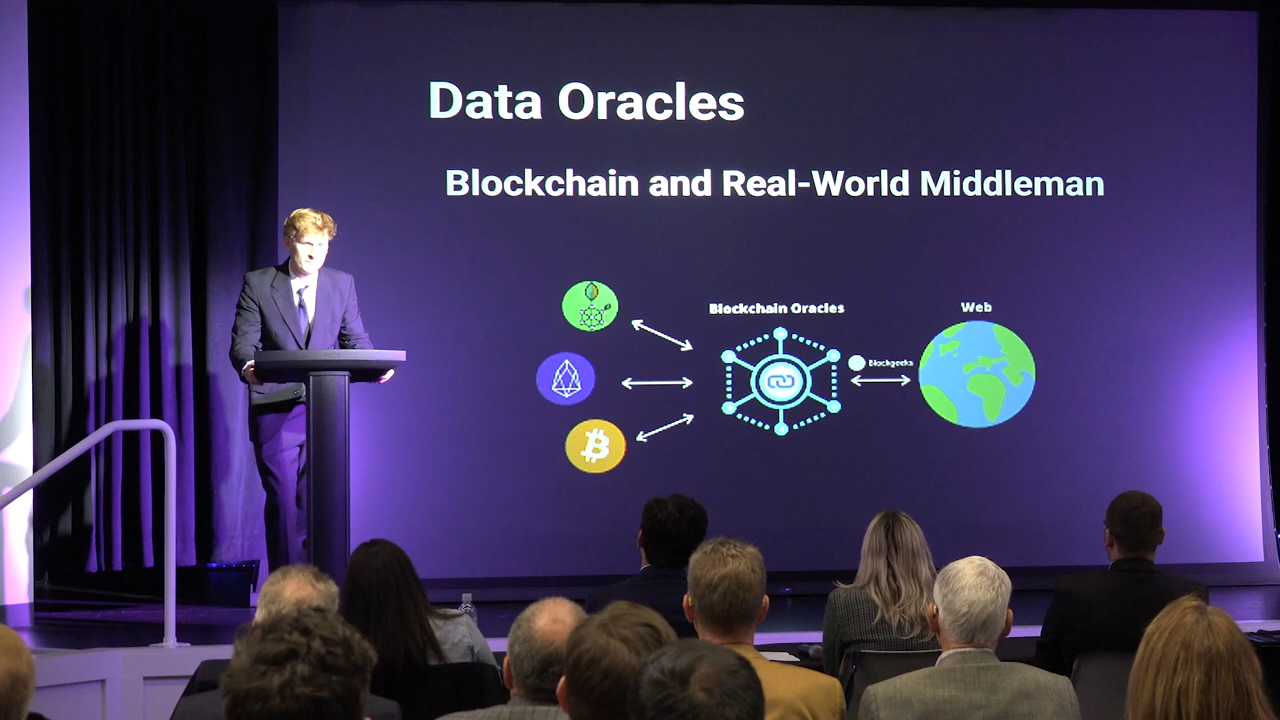 Data Oracles
Blockchain and Real-World Middleman
Blockchain Oracles
Web
Blockgeeks